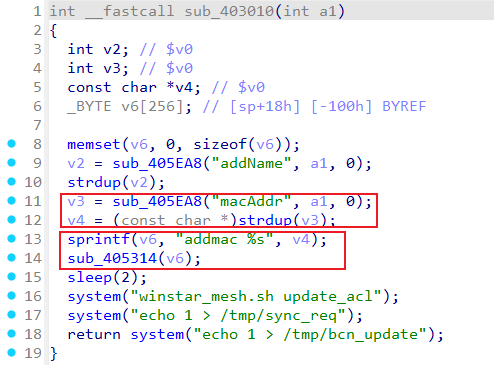 1 int __fastcall sub_403010(int a1)
2 {
3   int v2; // $v0
4   int v3; // $v0
5   const char *v4; // $v0
6   _BYTE v6[256]; // [sp+18h] [-100h] BYREF
7
8   memset(v6, 0, sizeof(v6));
9   v2 = sub_405EA8("addName", a1, 0);
10   strdup(v2);
11   v3 = sub_405EA8("macAddr", a1, 0);
12   v4 = (const char *)strdup(v3);
13   sprintf(v6, "addmac %s", v4);
14   sub_405314(v6);
15   sleep(2);
16   system("winstar_mesh.sh update_acl");
17   system("echo 1 > /tmp/sync_req");
18   return system("echo 1 > /tmp/bcn_update");
19 }